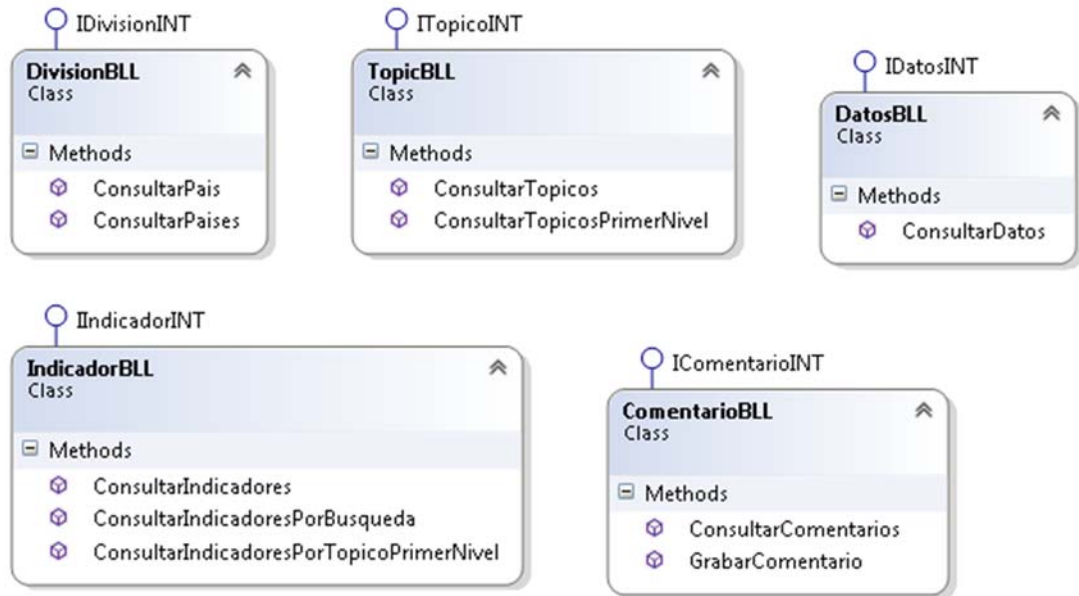 IDivisionINT
DivisionBLL
Class
Methods
ConsultarPais
ConsultarPaises
ITopicoINT
TopicBLL
Class
Methods
ConsultarTopicos
ConsultarTopicosPrimerNivel
IDatosINT
DatosBLL
Class
Methods
ConsultarDatos
IIndicadorINT
IndicadorBLL
Class
Methods
ConsultarIndicadores
ConsultarIndicadoresPorBusqueda
ConsultarIndicadoresPorTopicoPrimerNivel
IComentarioINT
ComentarioBLL
Class
Methods
ConsultarComentarios
GrabarComentario